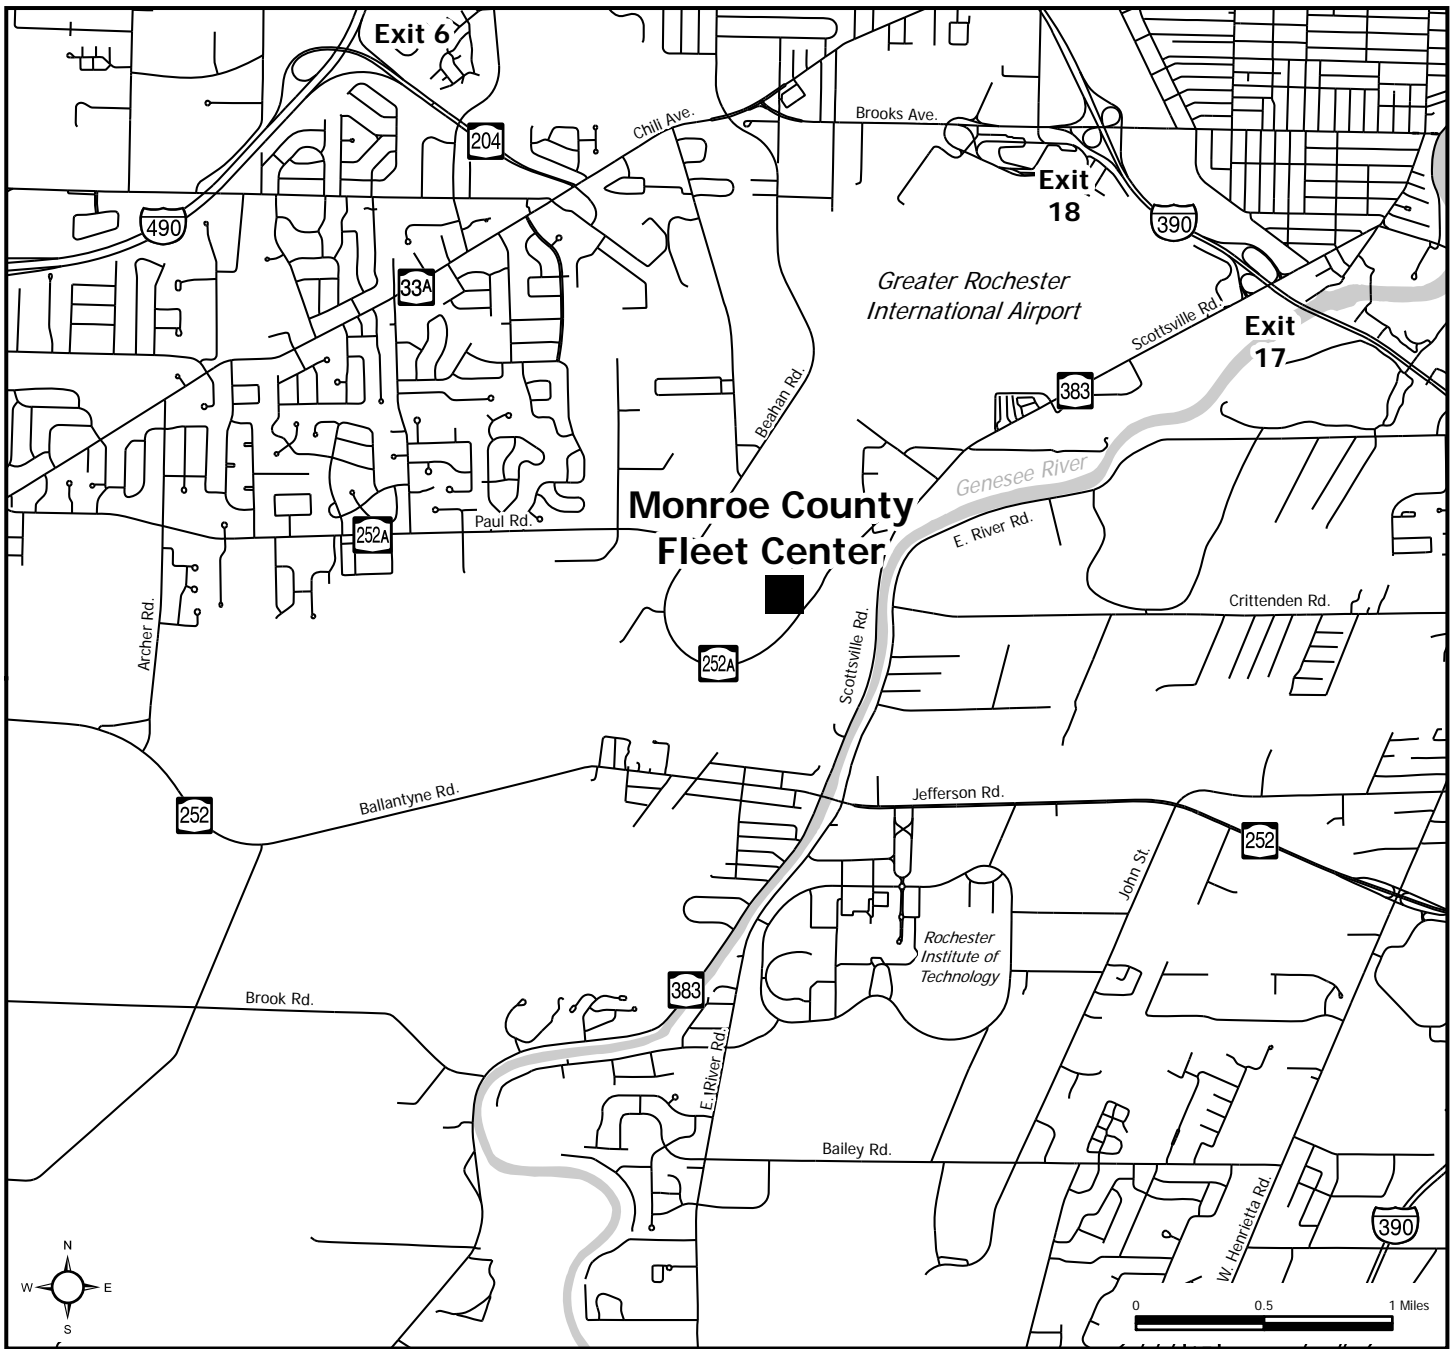 Exit 6
204
Chili Ave.
Brooks Ave.
Exit
18
490
390
33A
Greater Rochester
International Airport
Scottsville Rd.
Exit
17
383
Beahan Rd.
Genesee River
Monroe County
Fleet Center
Paul Rd.
252A
E. River Rd.
Crittenden Rd.
Archer Rd.
Scottsville Rd.
252A
Ballantyne Rd.
Jefferson Rd.
252
252
John St.
Rochester
Institute of
Technology
383
Brook Rd.
E. River Rd.
Bailey Rd.
W. Henrietta Rd.
390
N
W E
S
0 0.5 1 Miles